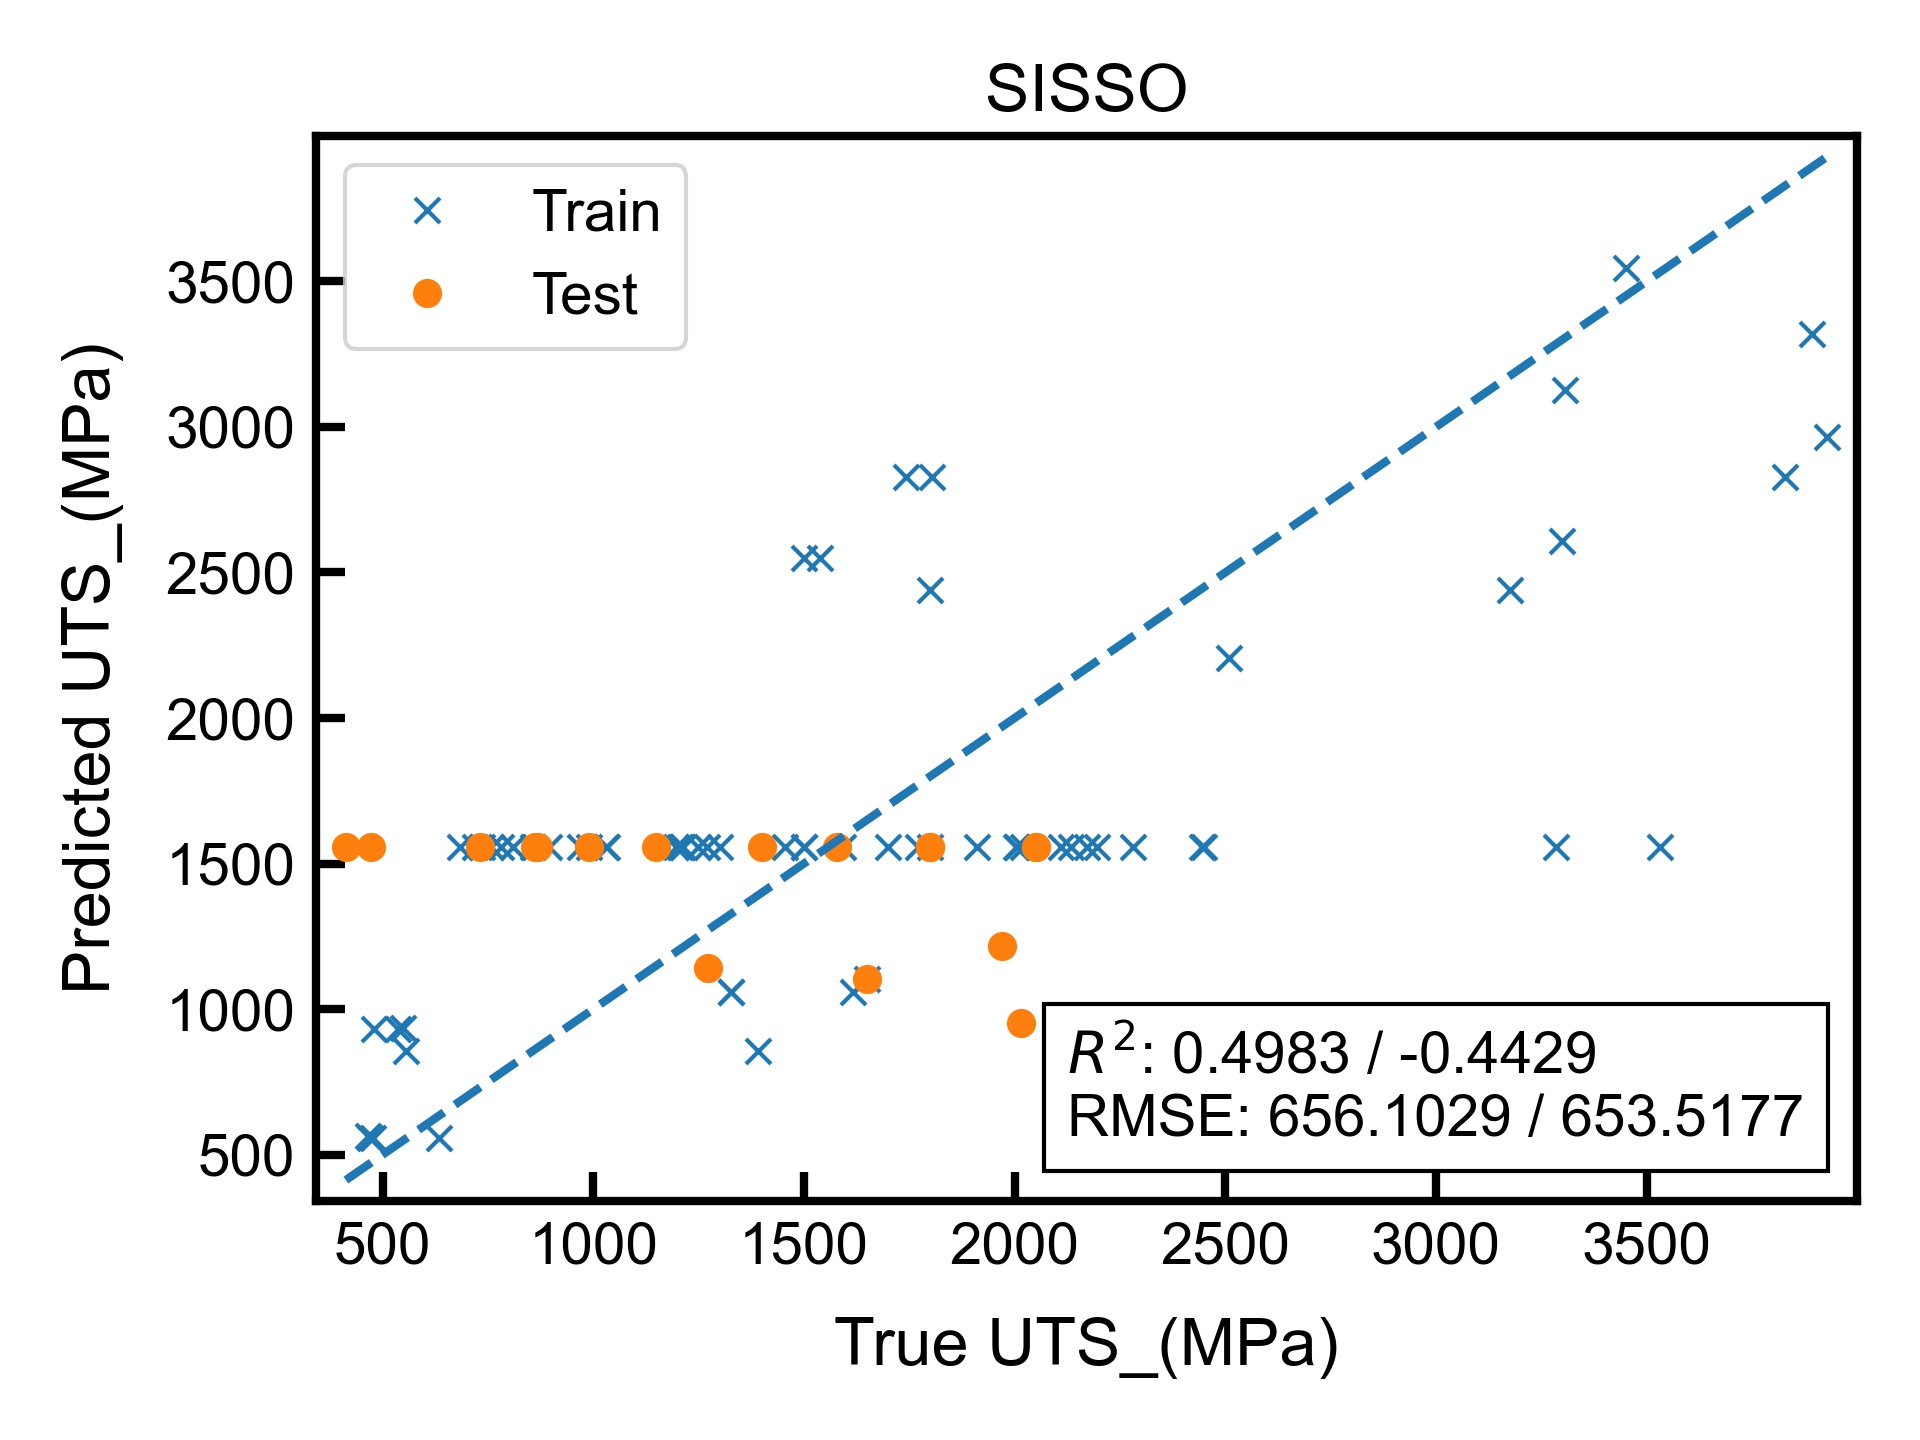 SISSO
Train
Test
3500
3000
2500
2000
1500
1000
500
Predicted UTS_(MPa)
R²: 0.4983 / -0.4429
RMSE: 656.1029 / 653.5177
500 1000 1500 2000 2500 3000 3500
True UTS_(MPa)